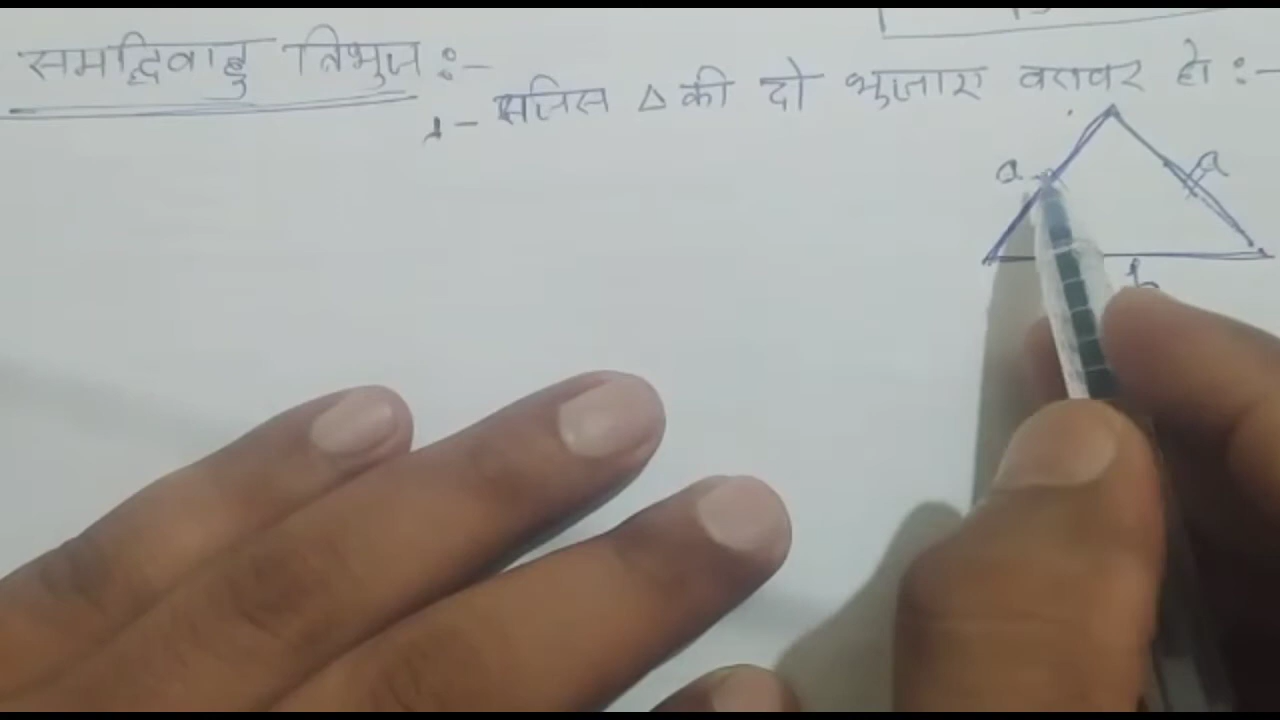 समद्विबाहु त्रिभुज :-
1- जिस △ की दो भुजाए बराबर हो :-
a a
b